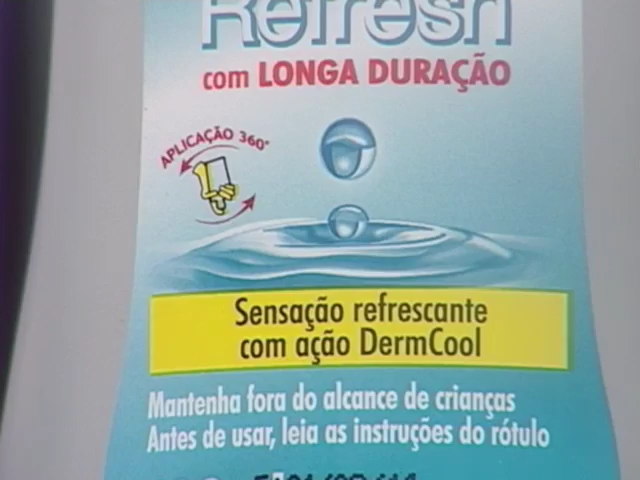 Refresh
com LONGA DURAÇÃO
APLICAÇÃO 360°
Sensação refrescante
com ação DermCool
Mantenha fora do alcance de crianças
Antes de usar, leia as instruções do rótulo